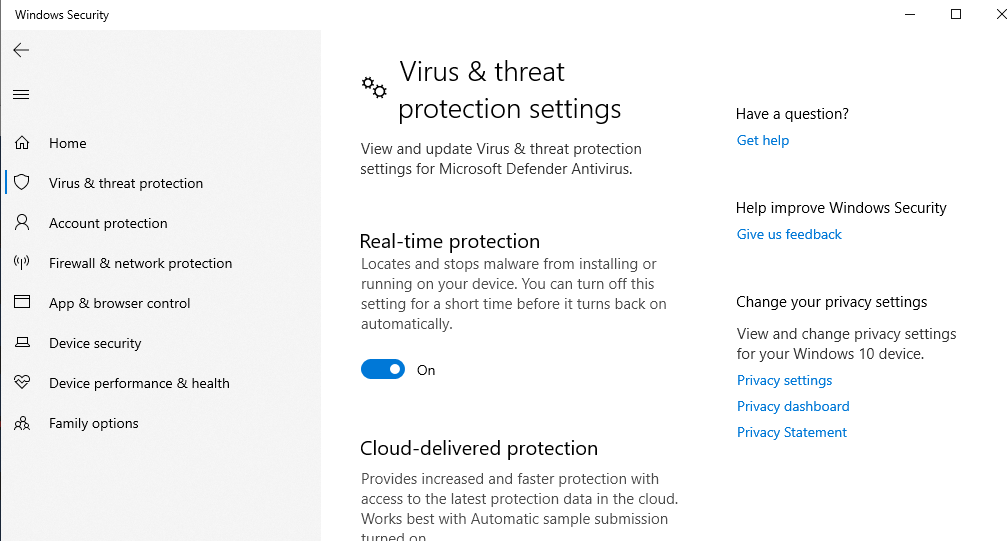 Windows Security
Home
Virus & threat protection
Account protection
Firewall & network protection
App & browser control
Device security
Device performance & health
Family options
Virus & threat
protection settings
View and update Virus & threat protection
settings for Microsoft Defender Antivirus.
Real-time protection
Locates and stops malware from installing or
running on your device. You can turn off this
setting for a short time before it turns back on
automatically.
On
Cloud-delivered protection
Provides increased and faster protection with
access to the latest protection data in the cloud.
Works best with Automatic sample submission
turned on
Have a question?
Get help
Help improve Windows Security
Give us feedback
Change your privacy settings
View and change privacy settings
for your Windows 10 device.
Privacy settings
Privacy dashboard
Privacy Statement